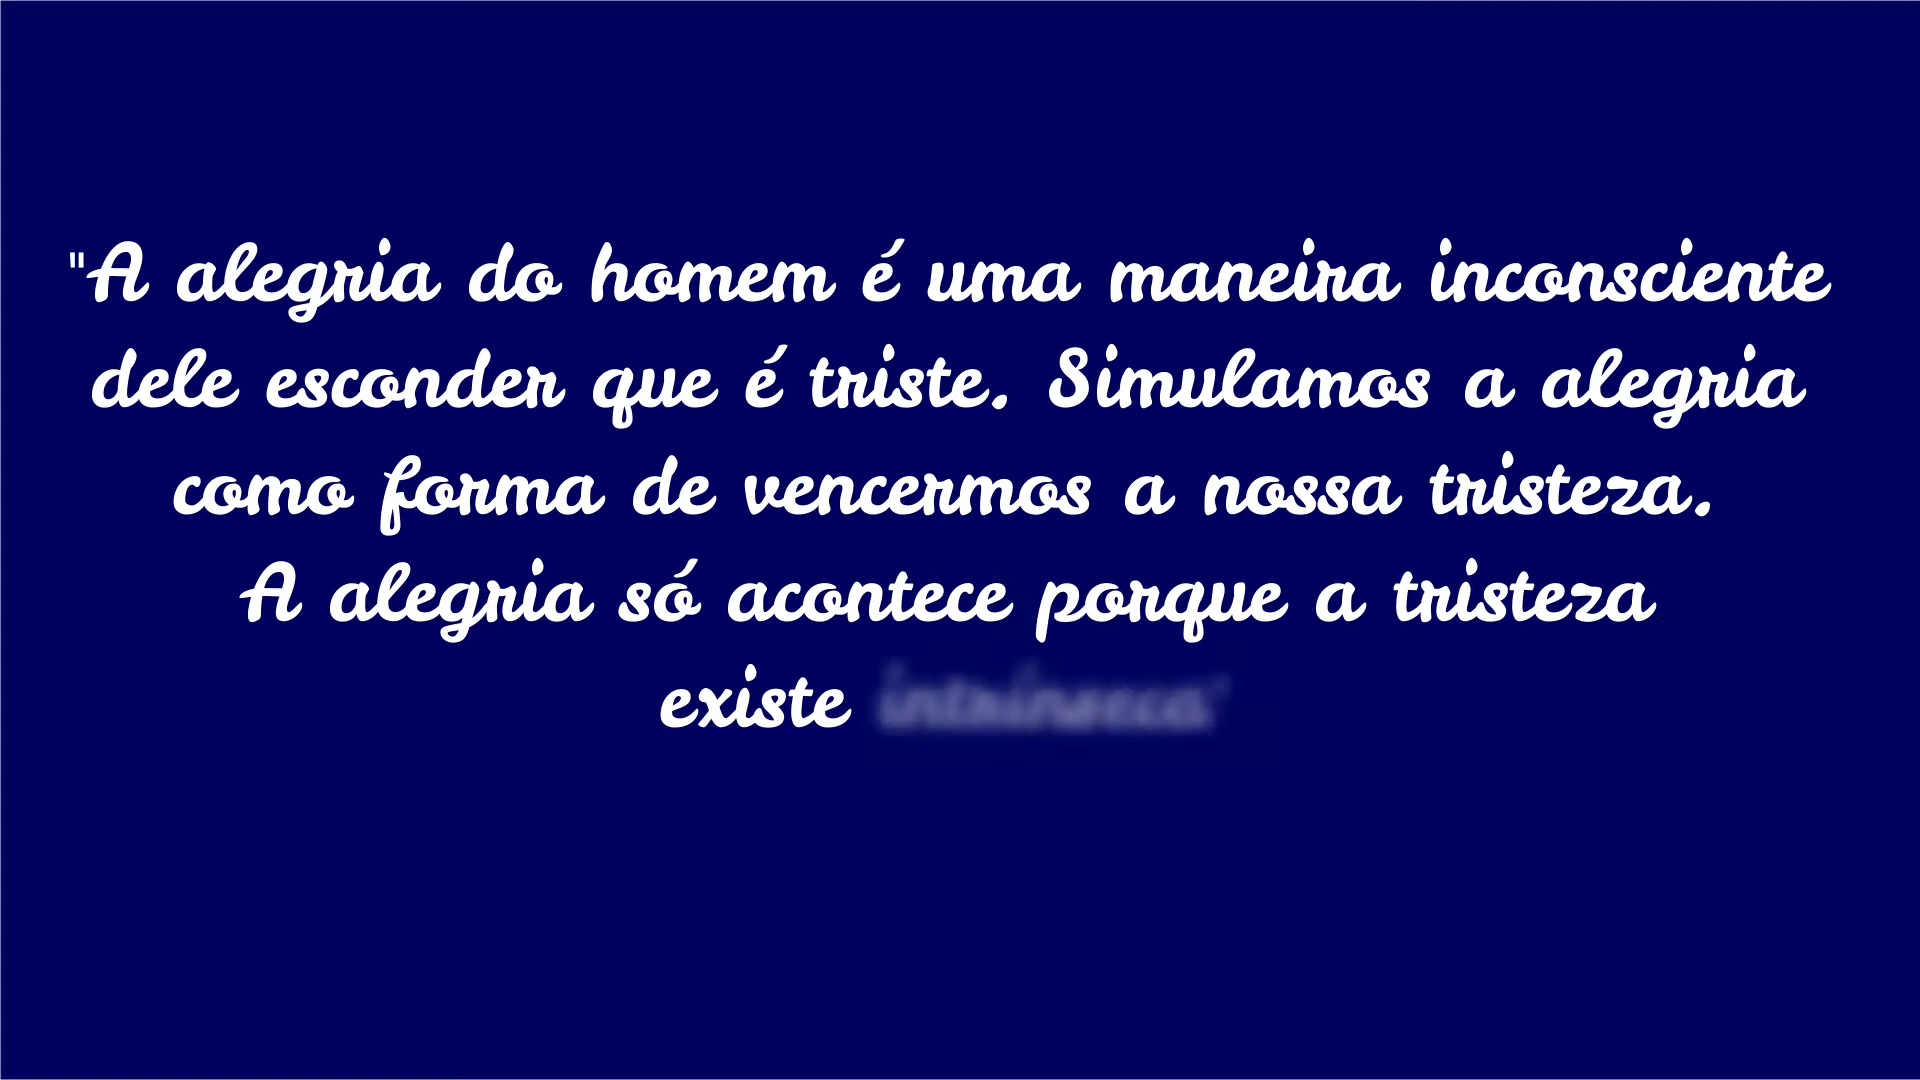 "A alegria do homem é uma maneira inconsciente
dele esconder que é triste. Simulamos a alegria
como forma de vencermos a nossa tristeza.
A alegria só acontece porque a tristeza
existe